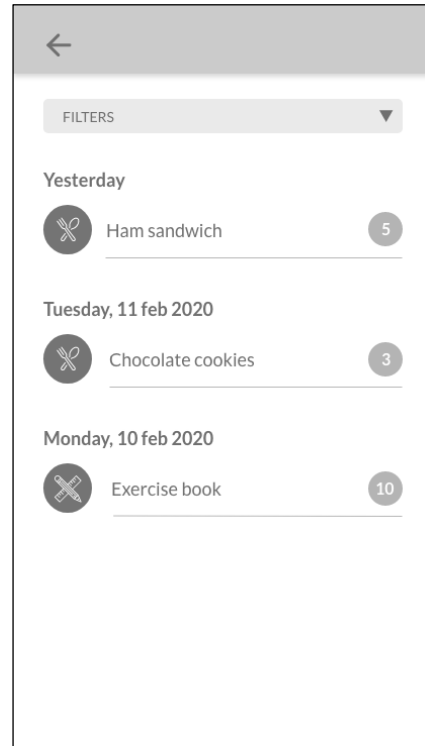 FILTERS
Yesterday
Ham sandwich 5
Tuesday, 11 feb 2020
Chocolate cookies 3
Monday, 10 feb 2020
Exercise book 10